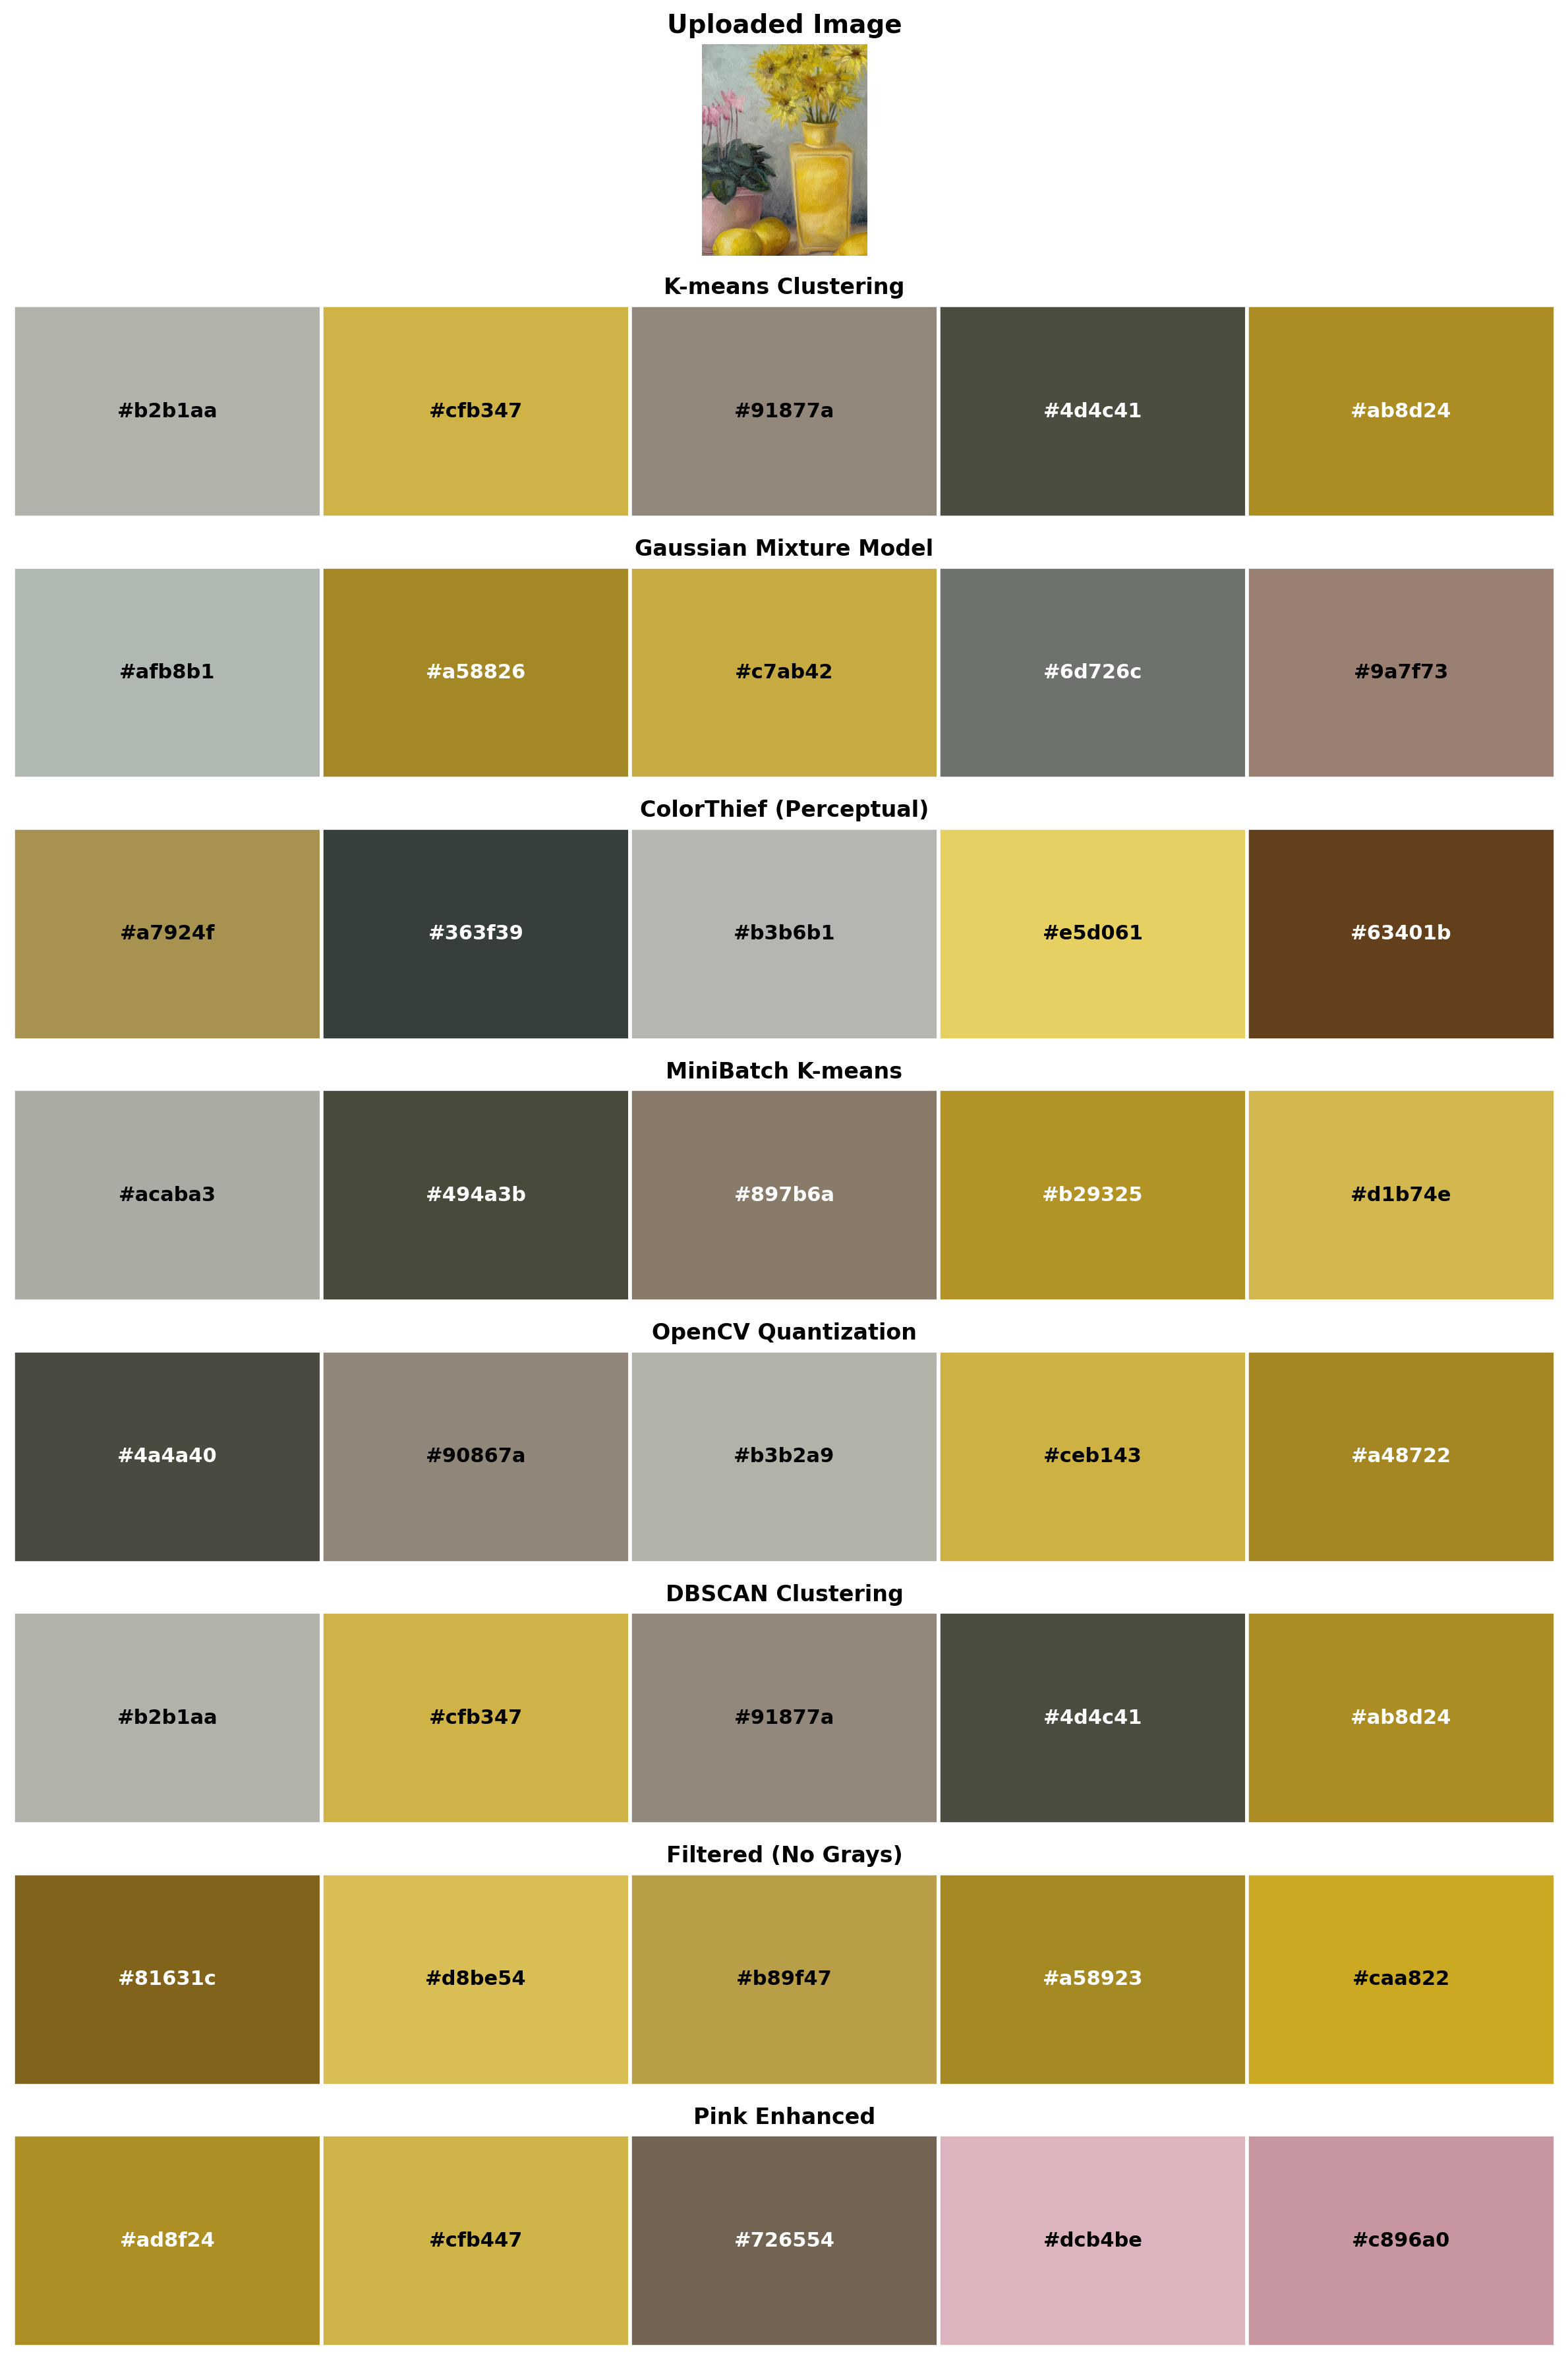 Uploaded Image
K-means Clustering
#b2b1aa #cfb347 #91877a #4d4c41 #ab8d24
Gaussian Mixture Model
#afb8b1 #a58826 #c7ab42 #6d726c #9a7f73
ColorThief (Perceptual)
#a7924f #363f39 #b3b6b1 #e5d061 #63401b
MiniBatch K-means
#acaba3 #494a3b #897b6a #b29325 #d1b74e
OpenCV Quantization
#4a4a40 #90867a #b3b2a9 #ceb143 #a48722
DBSCAN Clustering
#b2b1aa #cfb347 #91877a #4d4c41 #ab8d24
Filtered (No Grays)
#81631c #d8be54 #b89f47 #a58923 #caa822
Pink Enhanced
#ad8f24 #cfb447 #726554 #dcb4be #c896a0